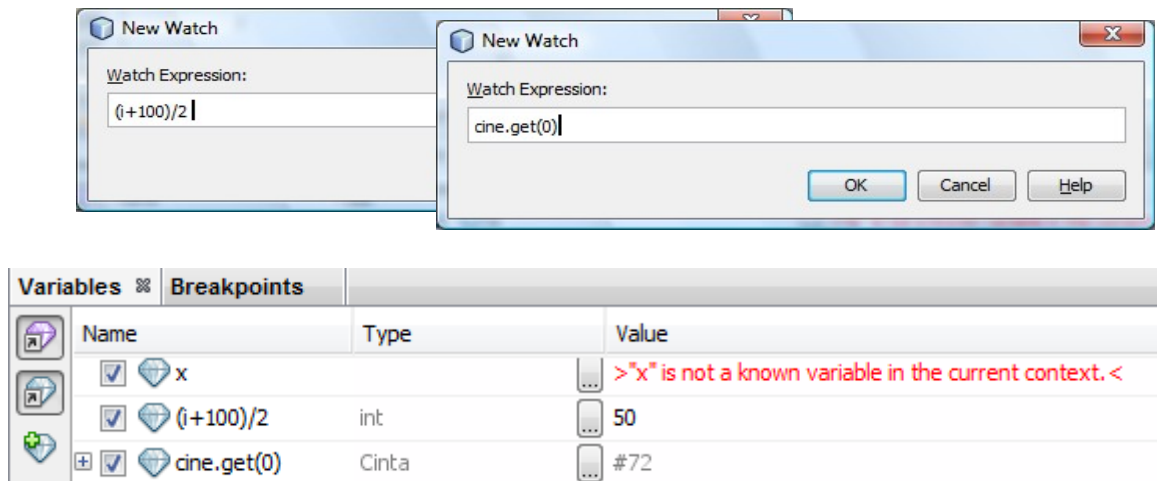 New Watch
Watch Expression:
(i+100)/2
New Watch
Watch Expression:
cine.get(0)
OK Cancel Help
Variables Breakpoints
Name Type Value
x ... >"x" is not a known variable in the current context.<
(i+100)/2 int ... 50
cine.get(0) Cinta ... #72